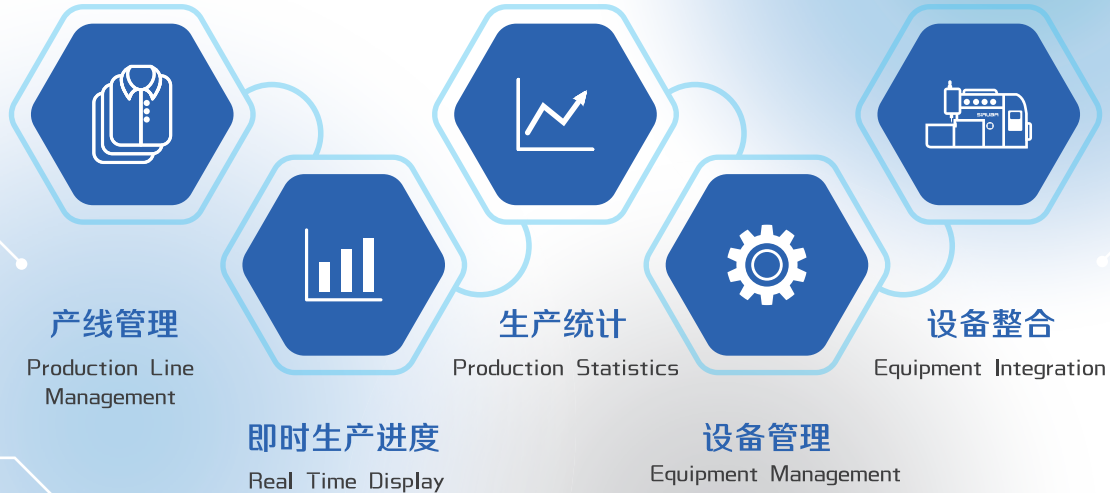 SIRUBA
产线管理
Production Line
Management
即时生产进度
Real Time Display
生产统计
Production Statistics
设备管理
Equipment Management
设备整合
Equipment Integration